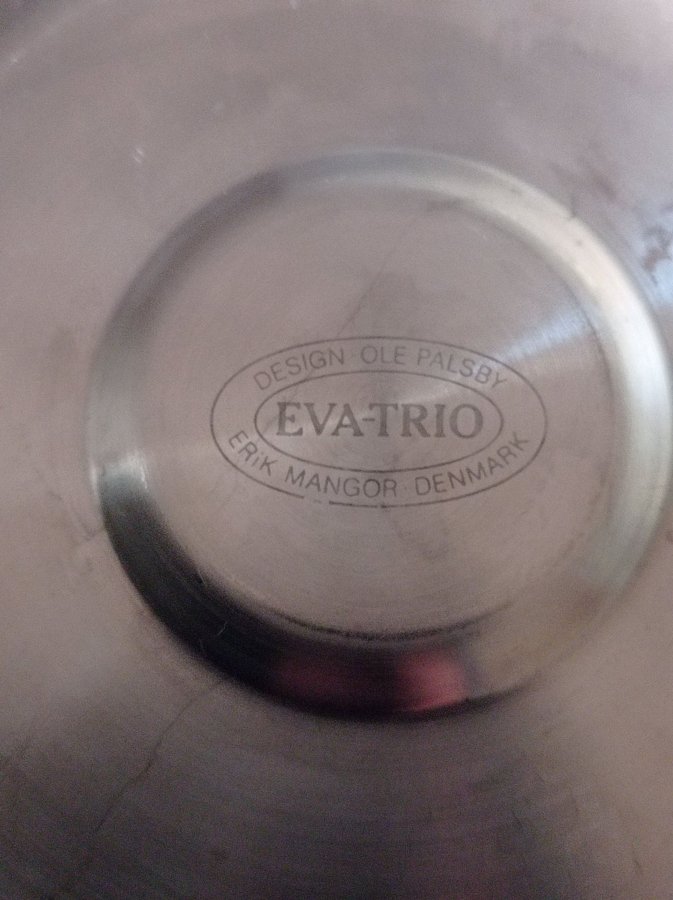 DESIGN · OLE PALSBY
EVA-TRIO
ERiK MANGOR · DENMARK